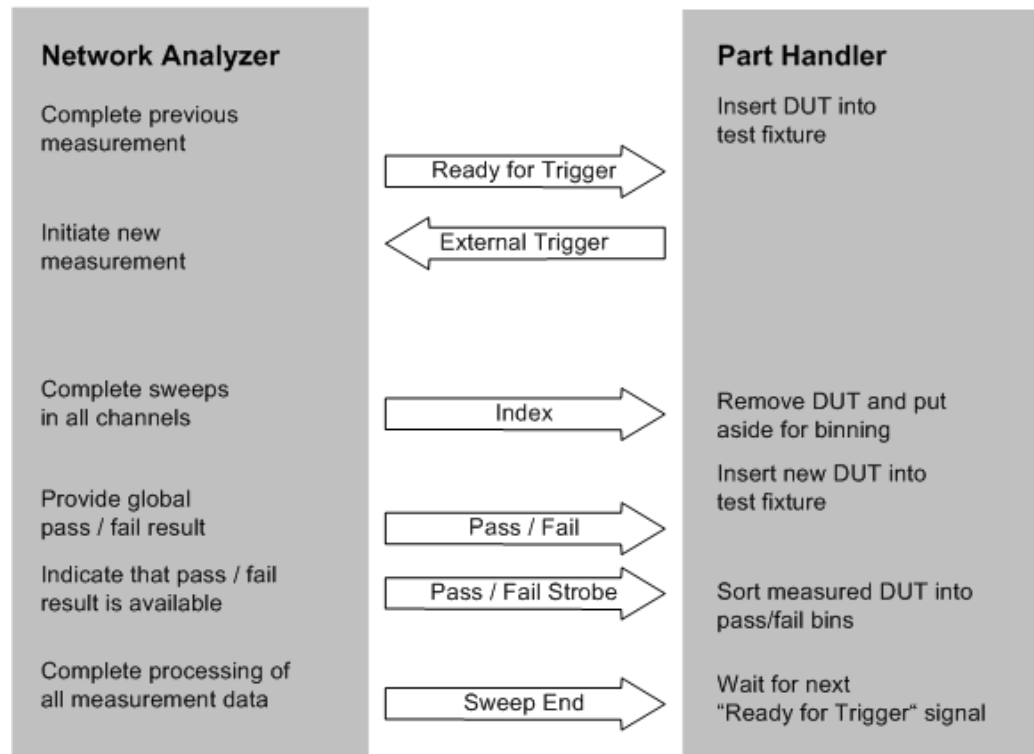 Network Analyzer
Part Handler
Complete previous
measurement
Insert DUT into
test fixture
Ready for Trigger
Initiate new
measurement
External Trigger
Complete sweeps
in all channels
Index
Remove DUT and put
aside for binning
Insert new DUT into
test fixture
Provide global
pass / fail result
Pass / Fail
Indicate that pass / fail
result is available
Pass / Fail Strobe
Sort measured DUT into
pass/fail bins
Complete processing of
all measurement data
Sweep End
Wait for next
“Ready for Trigger“ signal